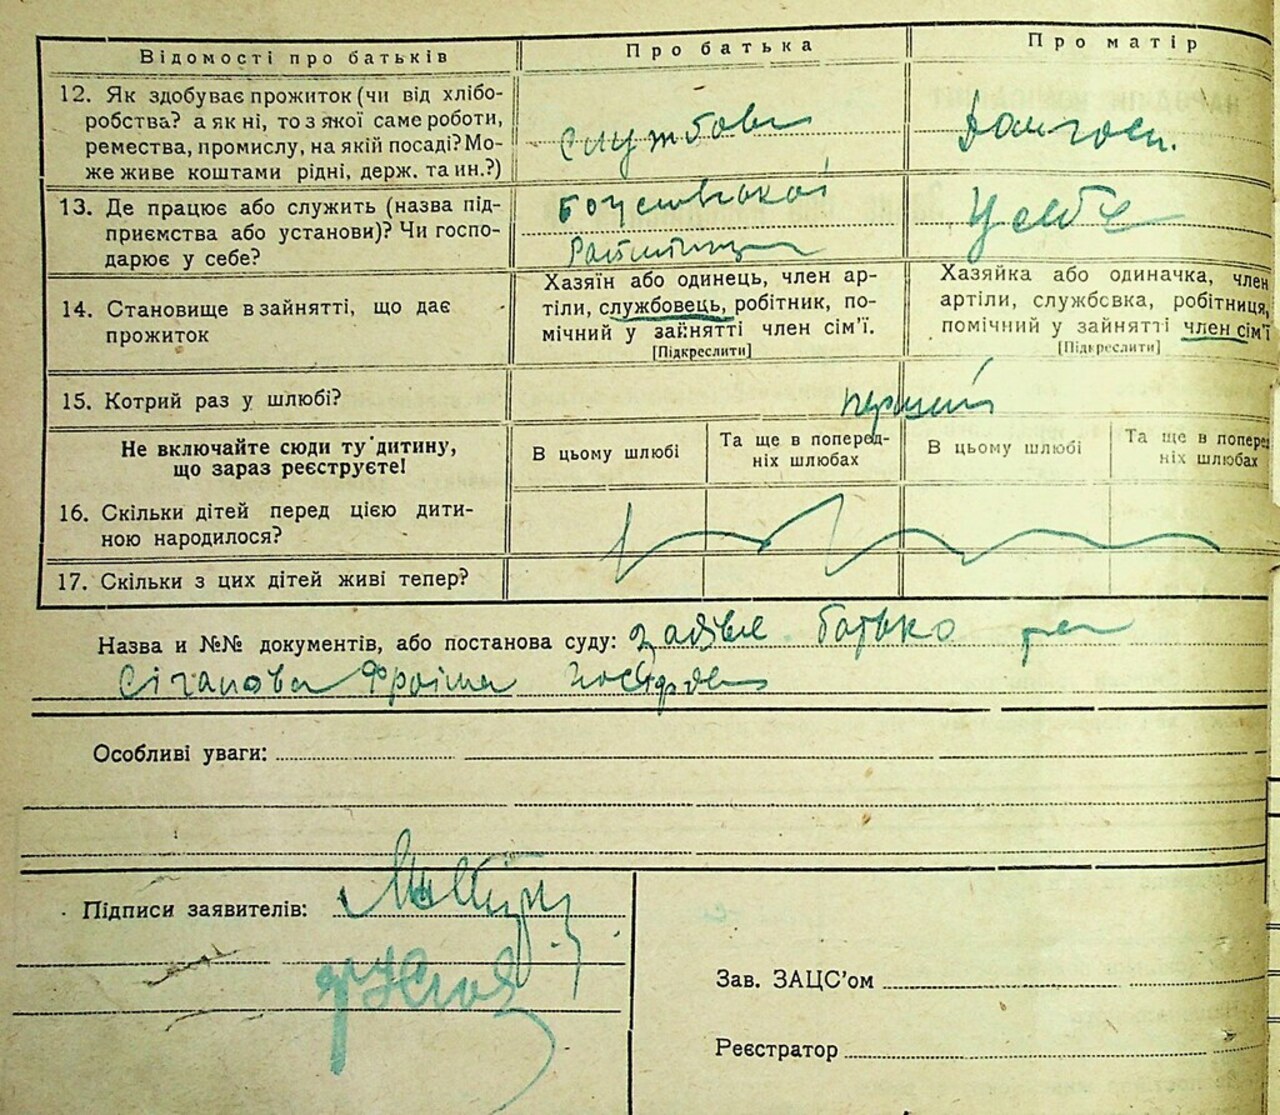 Відомості про батьків
Про батька
Про матір
12. Як здобуває прожиток (чи від хлібо-
робства? а як ні, то з якої саме роботи,
ремества, промислу, на якій посаді? Мо-
же живе коштами рідні, держ. та ин.?)
Службов
Домгосп.
13. Де працює або служить (назва під-
приємства або установи)? Чи госпо-
дарює у себе?
Богуславської
У себе
14. Становище в зайнятті, що дає
прожиток
Хазяїн або одинець, член ар-
тіли, службовець, робітник, по-
мічний у зайнятті член сім'ї.
[Підкреслити]
Хазяйка або одиначка, член
артіли, службовка, робітниця,
помічний у зайнятті член сім'ї
[Підкреслити]
15. Котрий раз у шлюбі?
перший
Не включайте сюди ту дитину,
що зараз реєструєте!
В цьому шлюбі
Та ще в поперед-
ніх шлюбах
В цьому шлюбі
Та ще в поперед
ніх шлюбах
16. Скільки дітей перед цією дити-
ною народилося?
17. Скільки з цих дітей живі тепер?
Назва и №№ документів, або постанова суду: заявив батько
Особливі уваги:
Підписи заявителів:
Зав. ЗАЦС'ом
Реєстратор